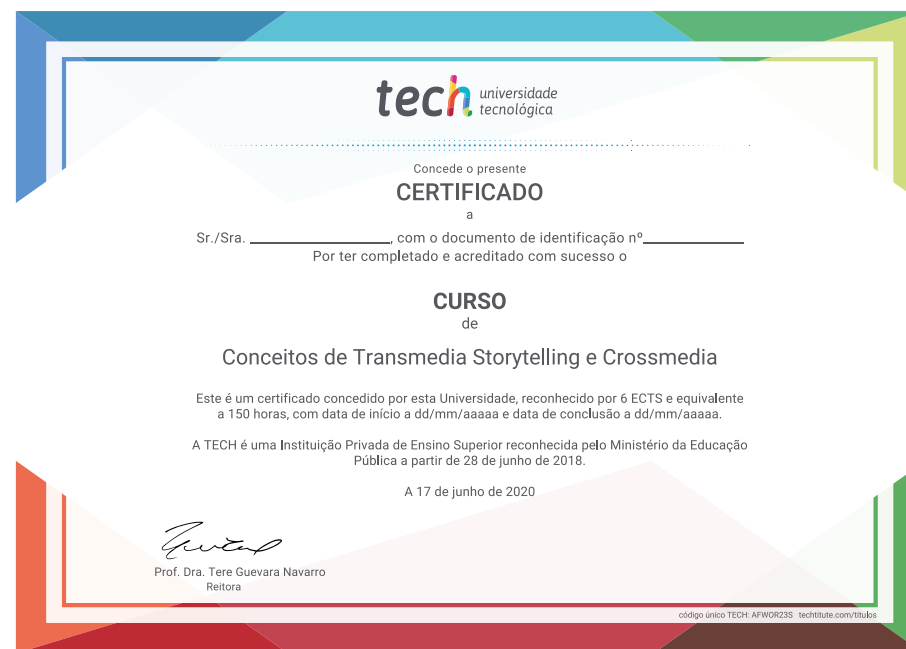 tech universidade
tecnológica
Concede o presente
CERTIFICADO
a
Sr./Sra. ____________________, com o documento de identificação nº______________
Por ter completado e acreditado com sucesso o
CURSO
de
Conceitos de Transmedia Storytelling e Crossmedia
Este é um certificado concedido por esta Universidade, reconhecido por 6 ECTS e equivalente
a 150 horas, com data de início a dd/mm/aaaaa e data de conclusão a dd/mm/aaaaa.
A TECH é uma Instituição Privada de Ensino Superior reconhecida pelo Ministério da Educação
Pública a partir de 28 de junho de 2018.
A 17 de junho de 2020
Prof. Dra. Tere Guevara Navarro
Reitora
código único TECH: AFWOR23S techtitute.com/titulos